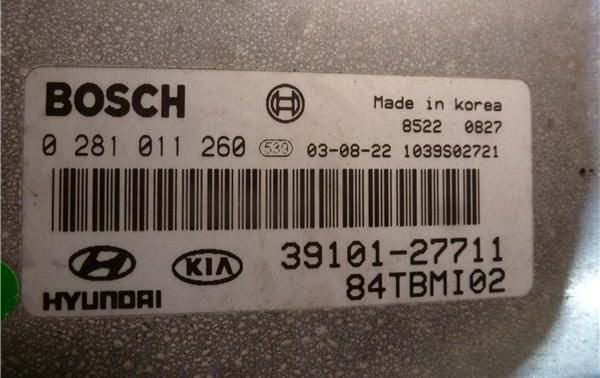 BOSCH Made in korea
8522 0827
0 281 011 260 539 03-08-22 1039S02721
39101-27711
KIA
HYUNDAI 84TBMI02